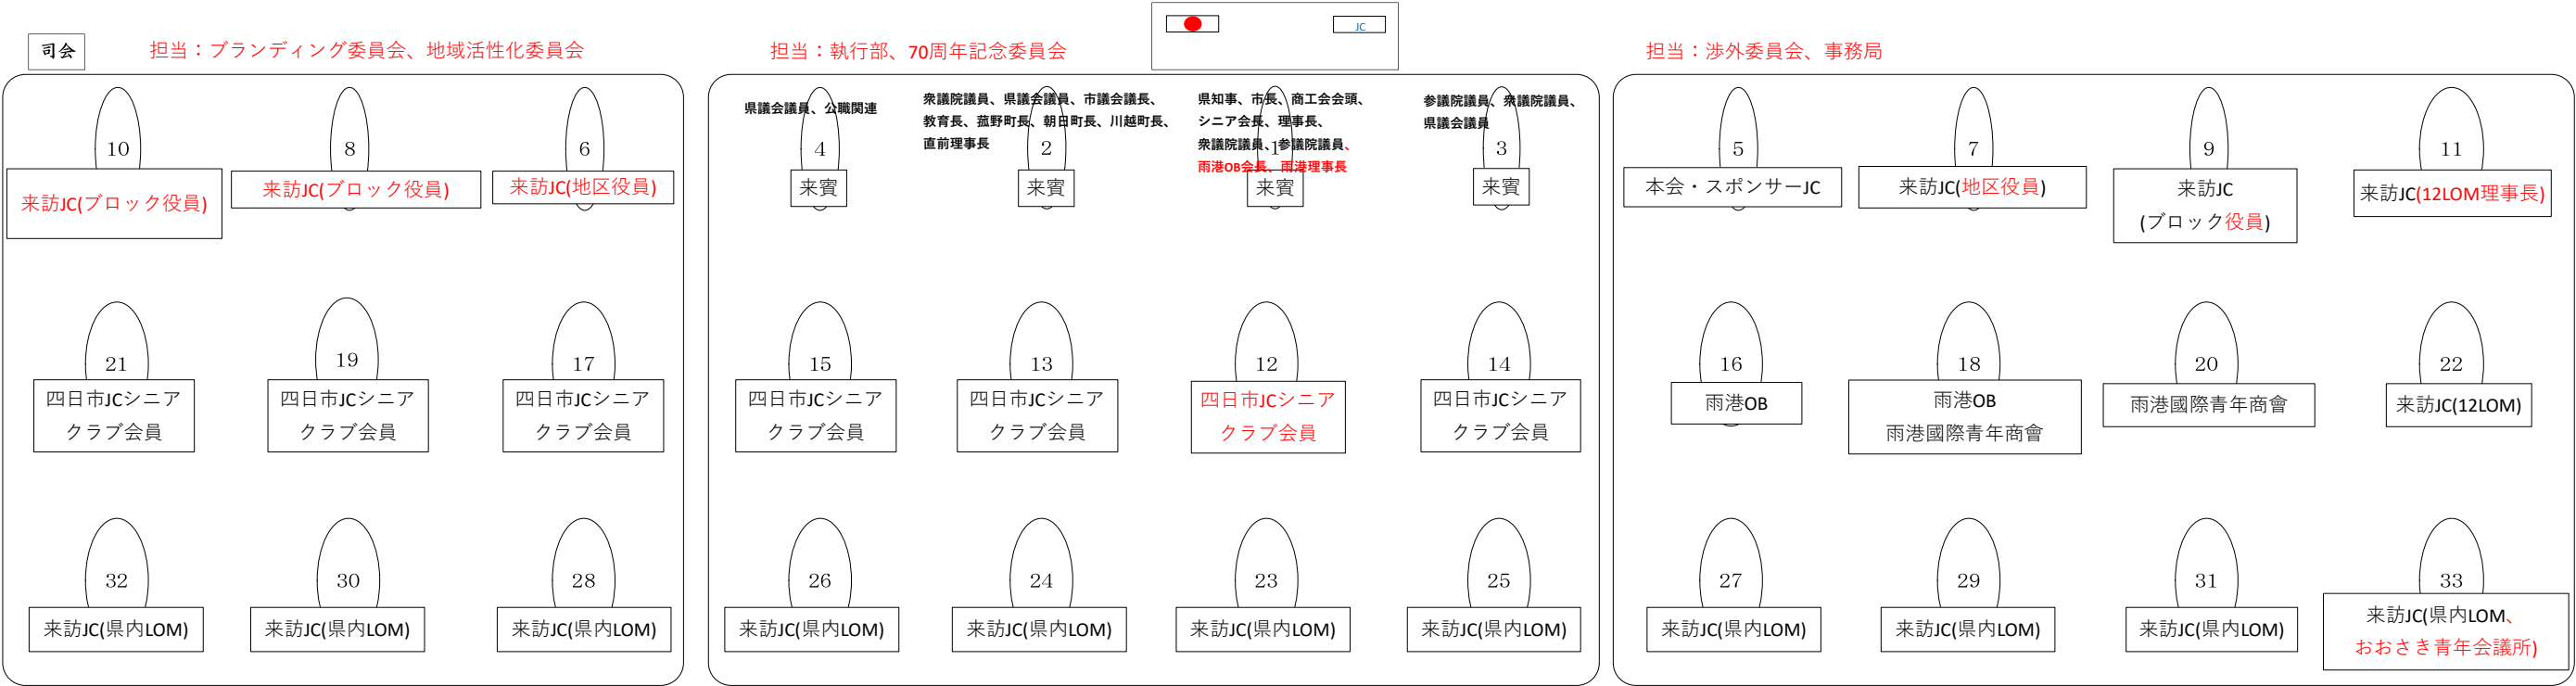 JC
司会
担当：ブランディング委員会、地域活性化委員会
担当：執行部、70周年記念委員会
担当：渉外委員会、事務局
10
来訪JC(ブロック役員)
8
来訪JC(ブロック役員)
6
来訪JC(地区役員)
県議会議員、公職関連
4
来賓
衆議院議員、県議会議員、市議会議長、
教育長、菰野町長、朝日町長、川越町長、
直前理事長
2
来賓
県知事、市長、商工会会頭、
シニア会長、理事長、
衆議院議員、参議院議員、
雨港OB会長、雨港理事長
1
来賓
参議院議員、衆議院議員、
県議会議員
3
来賓
5
本会・スポンサーJC
7
来訪JC(地区役員)
9
来訪JC
(ブロック役員)
11
来訪JC(12LOM理事長)
21
四日市JCシニア
クラブ会員
19
四日市JCシニア
クラブ会員
17
四日市JCシニア
クラブ会員
15
四日市JCシニア
クラブ会員
13
四日市JCシニア
クラブ会員
12
四日市JCシニア
クラブ会員
14
四日市JCシニア
クラブ会員
16
雨港OB
18
雨港OB
雨港國際青年商會
20
雨港國際青年商會
22
来訪JC(12LOM)
32
来訪JC(県内LOM)
30
来訪JC(県内LOM)
28
来訪JC(県内LOM)
26
来訪JC(県内LOM)
24
来訪JC(県内LOM)
23
来訪JC(県内LOM)
25
来訪JC(県内LOM)
27
来訪JC(県内LOM)
29
来訪JC(県内LOM)
31
来訪JC(県内LOM)
33
来訪JC(県内LOM、
おおさき青年会議所)